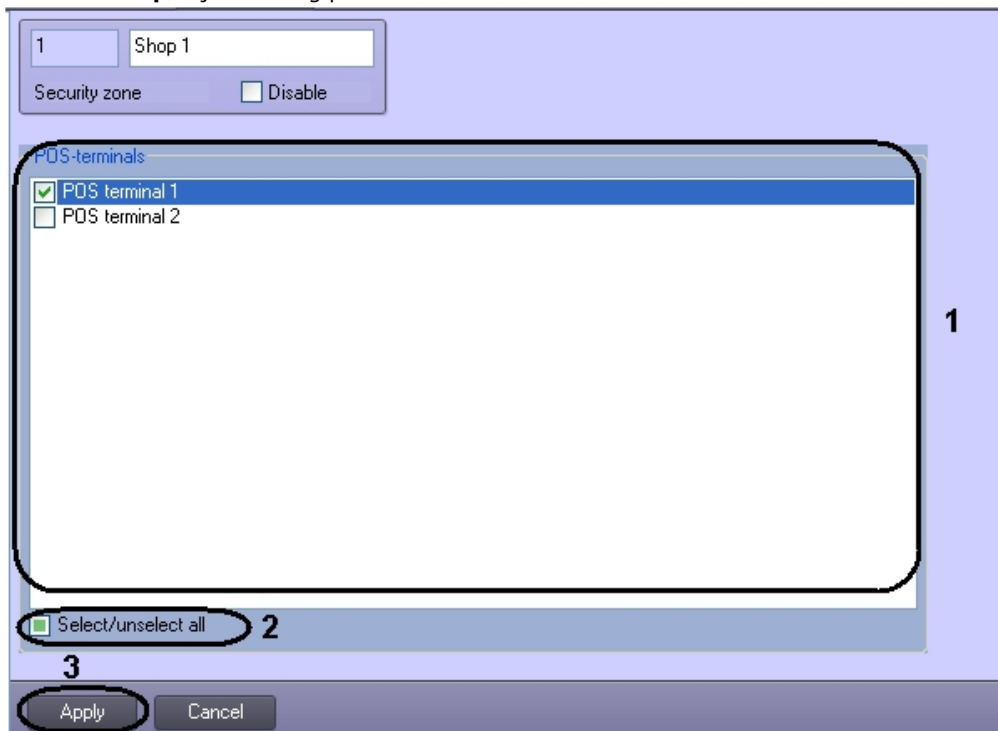 1 Shop 1
Security zone Disable
POS-terminals
POS terminal 1
POS terminal 2
1
Select/unselect all 2
3
Apply Cancel